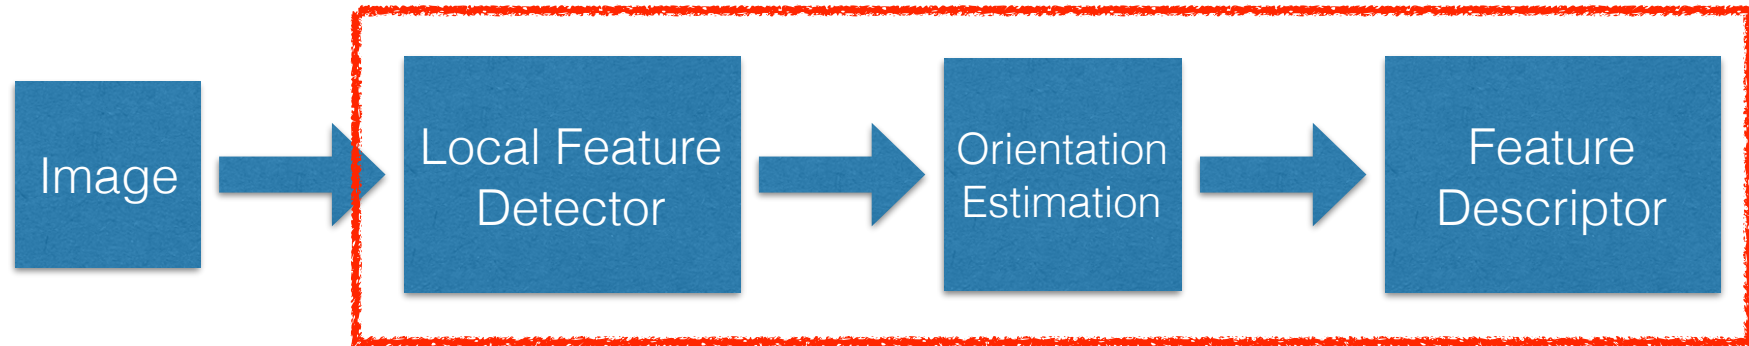 Image
Local Feature
Detector
Orientation
Estimation
Feature
Descriptor